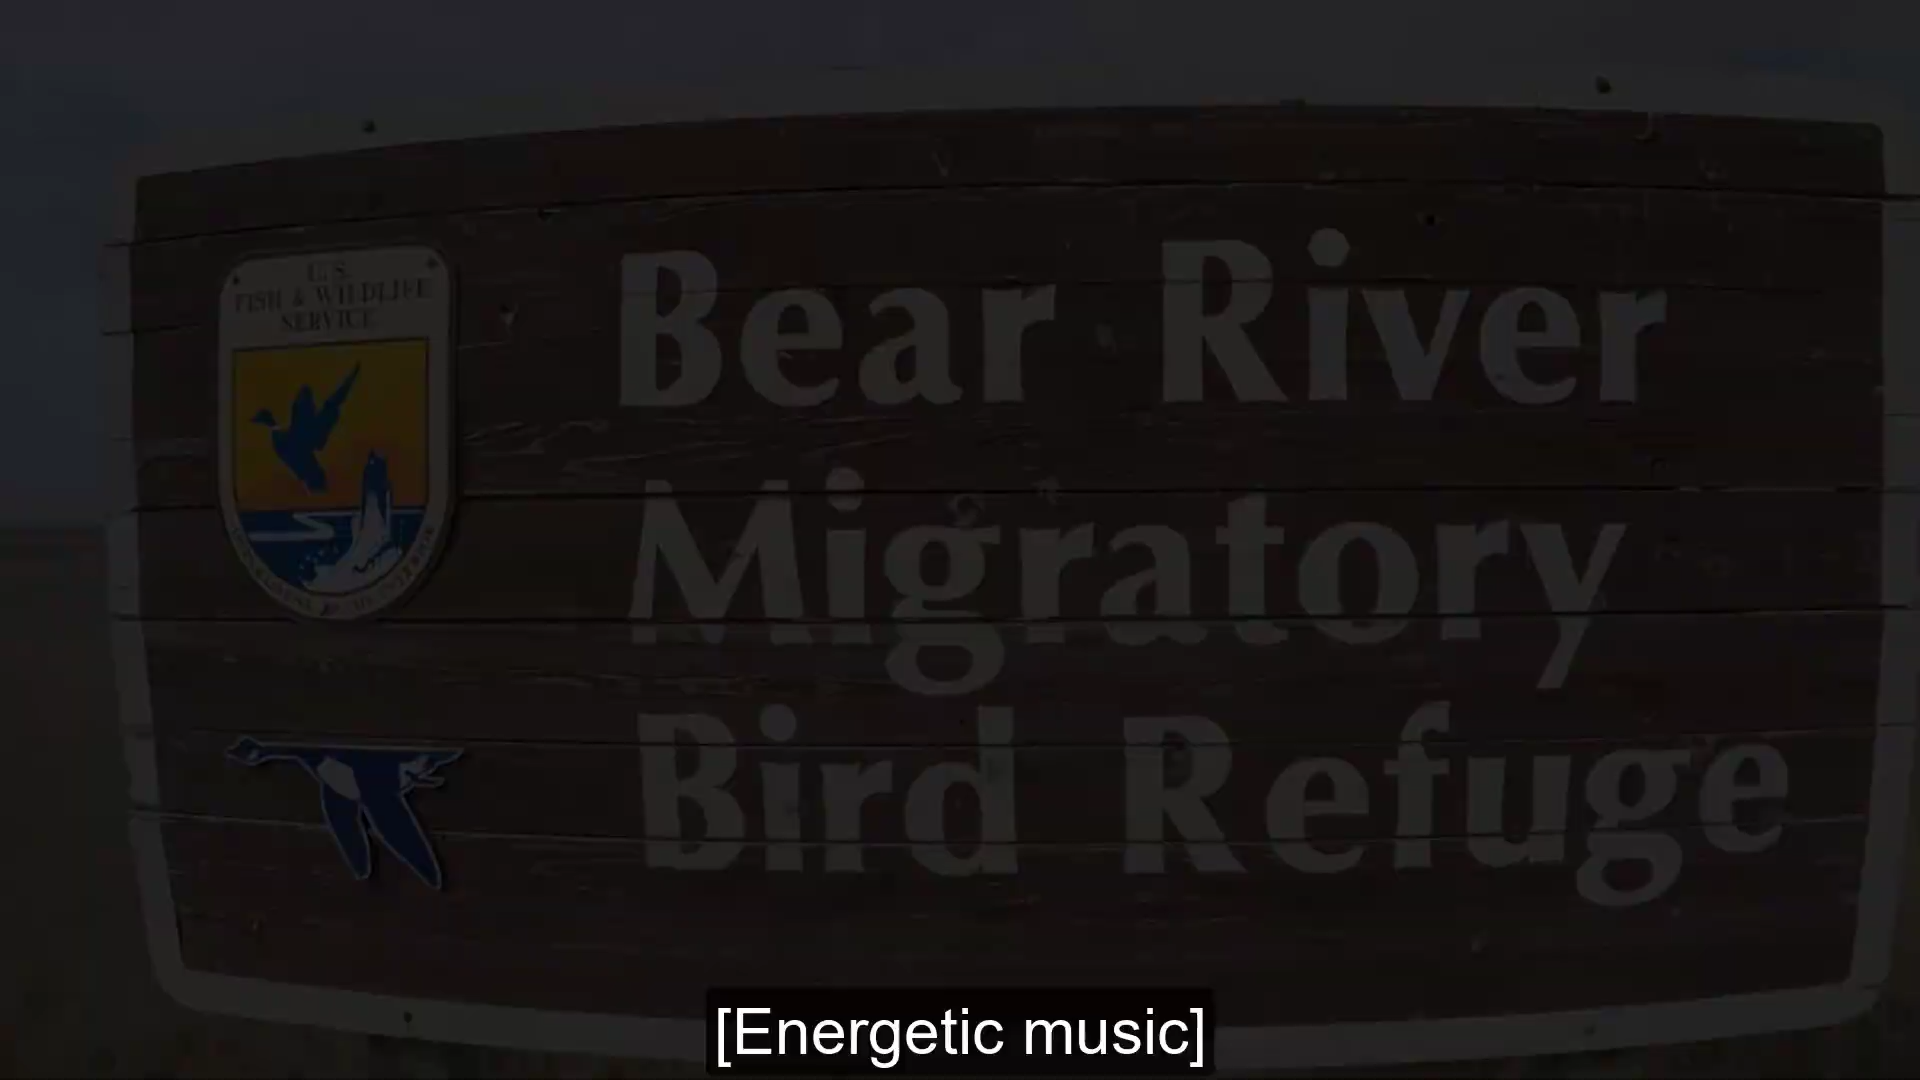 U.S.
FISH & WILDLIFE
SERVICE
Bear River
Migratory
Bird Refuge
[Energetic music]